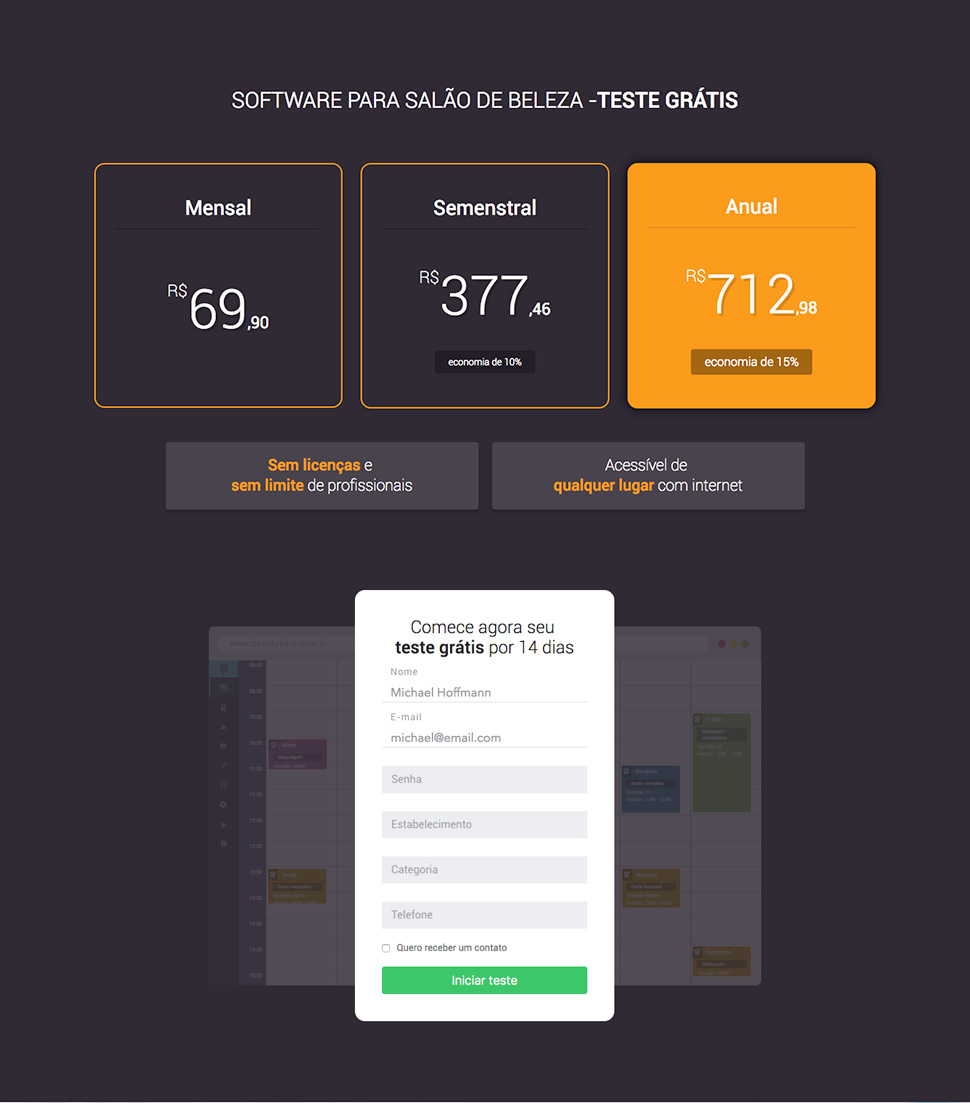 SOFTWARE PARA SALÃO DE BELEZA -TESTE GRÁTIS
Mensal
R$69,90
Semenstral
R$377,46
economia de 10%
Anual
R$712,98
economia de 15%
Sem licenças e
sem limite de profissionais
Acessível de
qualquer lugar com internet
Comece agora seu
teste grátis por 14 dias
Nome
Michael Hoffmann
E-mail
michael@email.com
Senha
Estabelecimento
Categoria
Telefone
Quero receber um contato
Iniciar teste